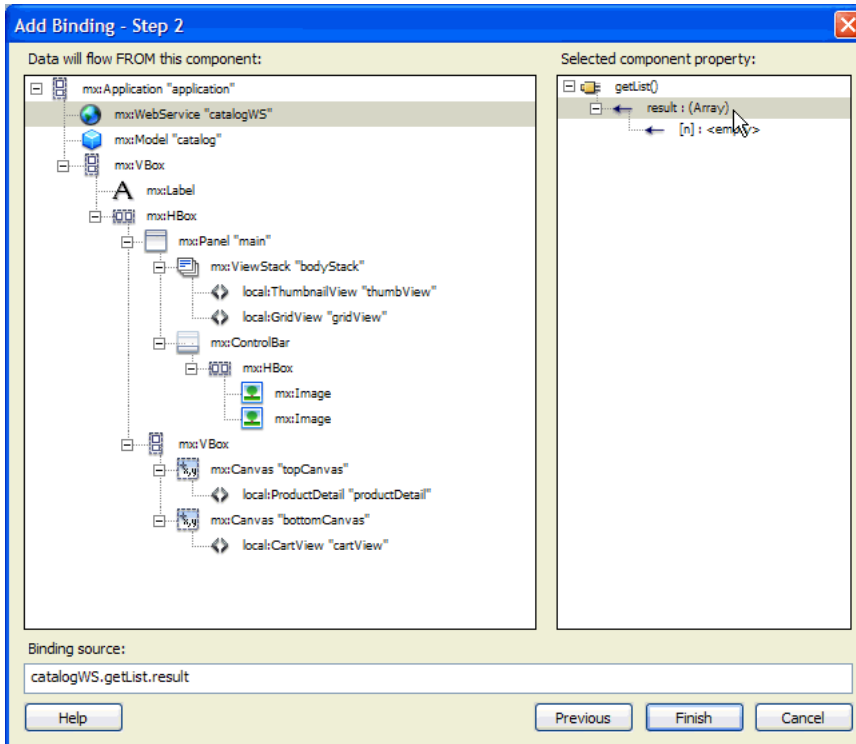 Add Binding - Step 2
Data will flow FROM this component:
mx:Application "application"
mx:WebService "catalogWS"
mx:Model "catalog"
mx:VBox
mx:Label
mx:HBox
mx:Panel "main"
mx:ViewStack "bodyStack"
local:ThumbnailView "thumbView"
local:GridView "gridView"
mx:ControlBar
mx:HBox
mx:Image
mx:Image
mx:VBox
mx:Canvas "topCanvas"
local:ProductDetail "productDetail"
mx:Canvas "bottomCanvas"
local:CartView "cartView"
Selected component property:
getList()
result : (Array)
[n] : <empty>
Binding source:
catalogWS.getList.result
Help
Previous
Finish
Cancel